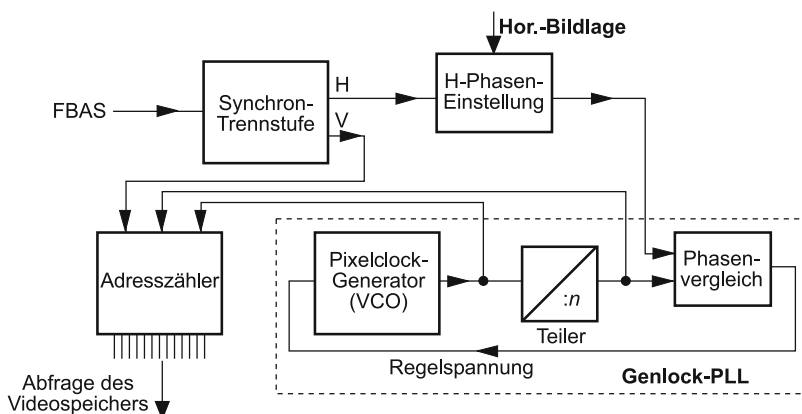 Hor.-Bildlage
FBAS
Synchron-
Trennstufe
H
V
H-Phasen-
Einstellung
Adresszähler
Pixelclock-
Generator
(VCO)
:n
Teiler
Phasen-
vergleich
Regelspannung
Genlock-PLL
Abfrage des
Videospeichers